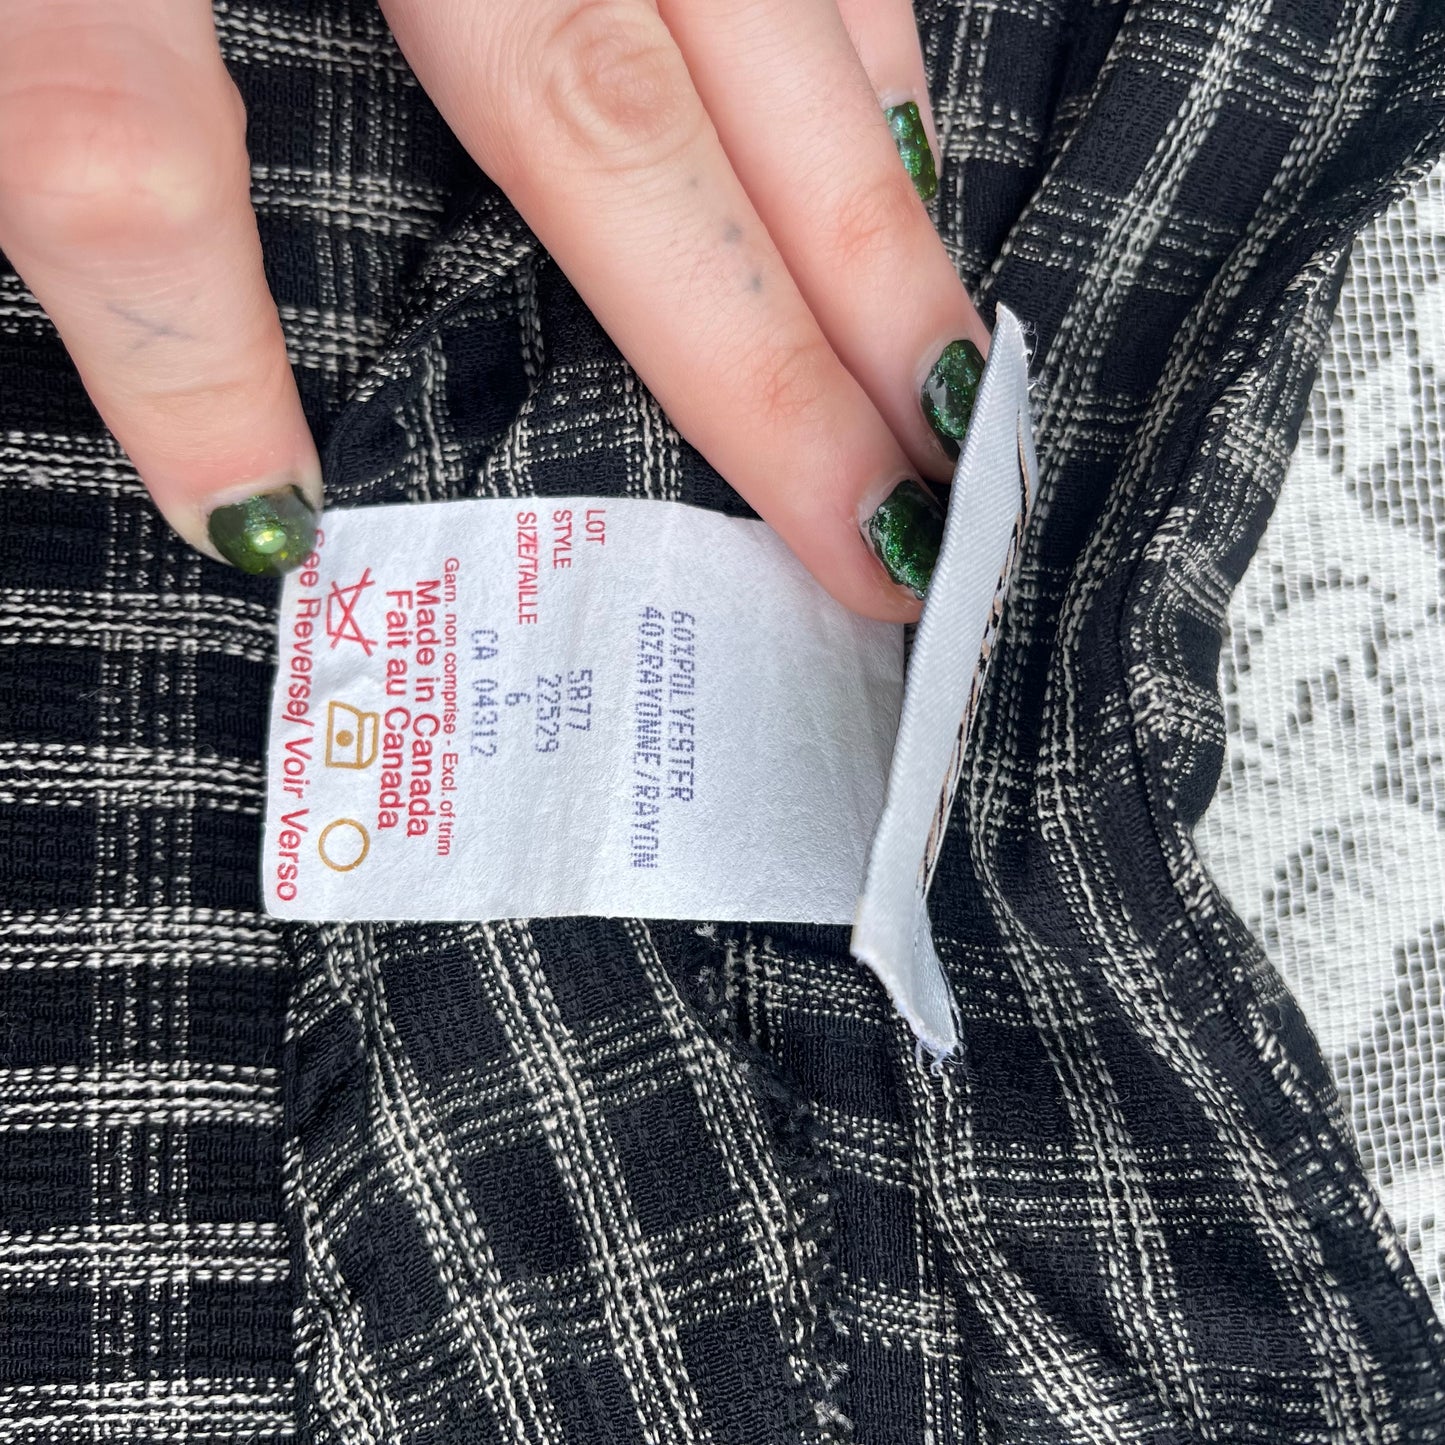 60%POLYESTER
40%RAYONNE/RAYON
LOT 5877
STYLE 22529
SIZE/TAILLE 6
CA 04312
Garn. non comprise - Excl. of trim
Made in Canada
Fait au Canada
See Reverse/ Voir Verso